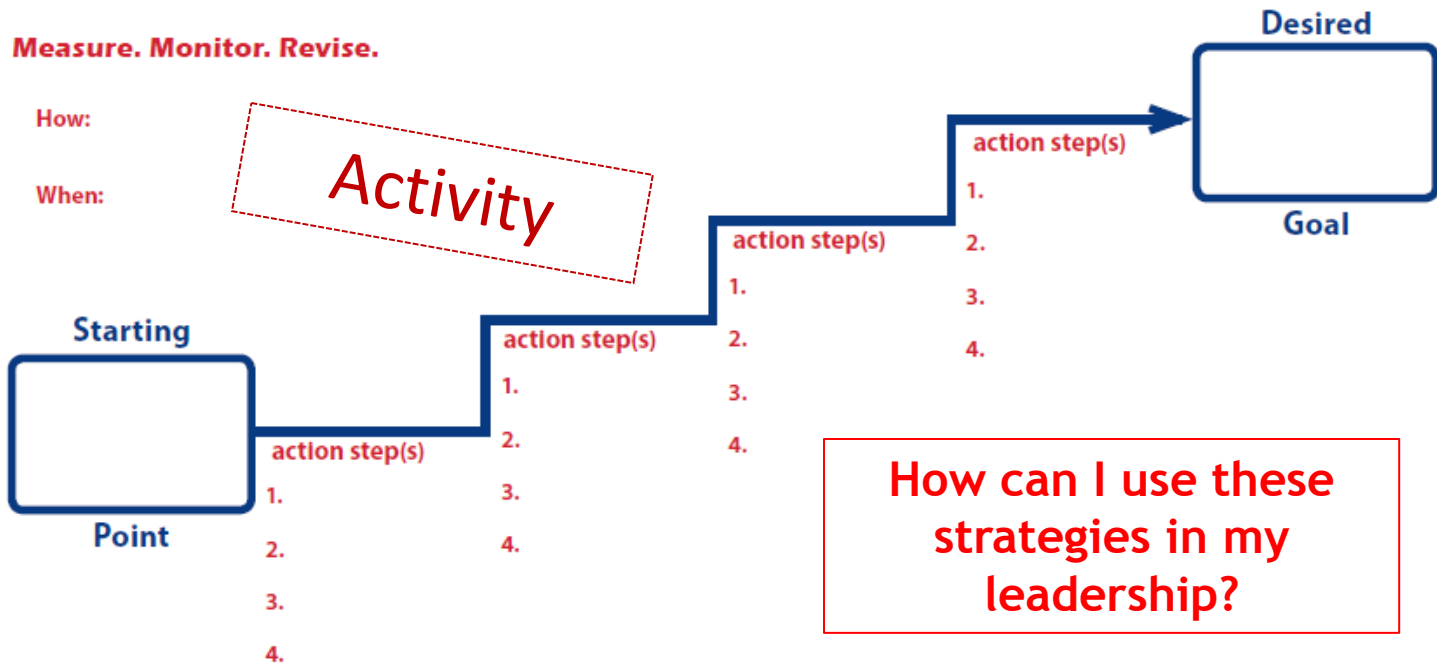 Measure. Monitor. Revise.
How:
When:
Activity
Starting
Point
action step(s)
1.
2.
3.
4.
action step(s)
1.
2.
3.
4.
action step(s)
1.
2.
3.
4.
action step(s)
1.
2.
3.
4.
Desired
Goal
How can I use these
strategies in my
leadership?